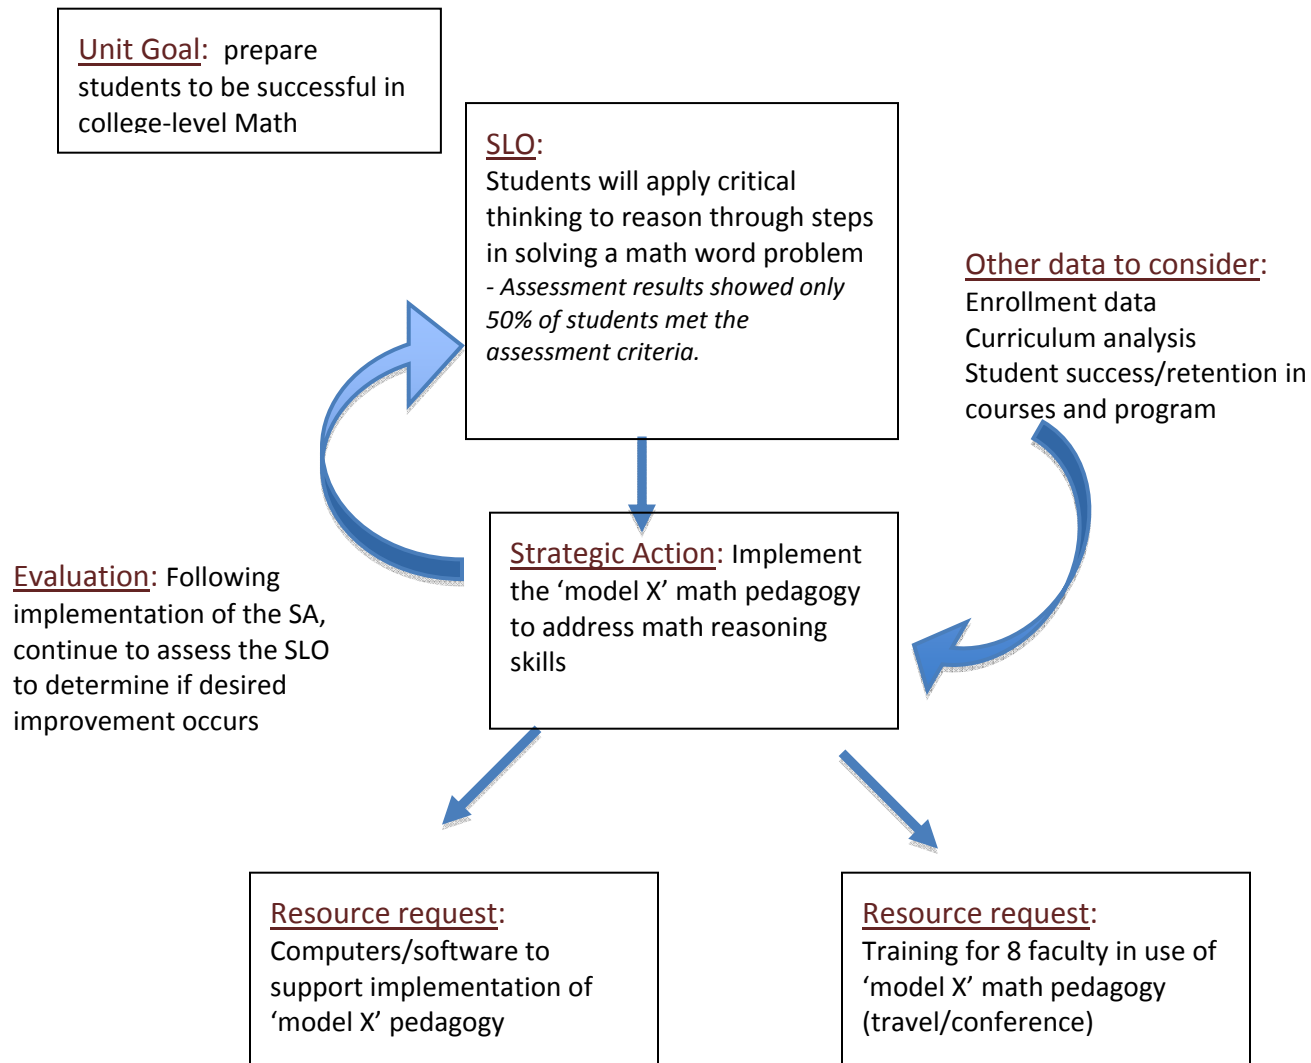 Unit Goal: prepare
students to be successful in
college-level Math
SLO:
Students will apply critical
thinking to reason through steps
in solving a math word problem
- Assessment results showed only
50% of students met the
assessment criteria.
Other data to consider:
Enrollment data
Curriculum analysis
Student success/retention in
courses and program
Strategic Action: Implement
the ‘model X’ math pedagogy
to address math reasoning
skills
Evaluation: Following
implementation of the SA,
continue to assess the SLO
to determine if desired
improvement occurs
Resource request:
Computers/software to
support implementation of
‘model X’ pedagogy
Resource request:
Training for 8 faculty in use of
‘model X’ math pedagogy
(travel/conference)